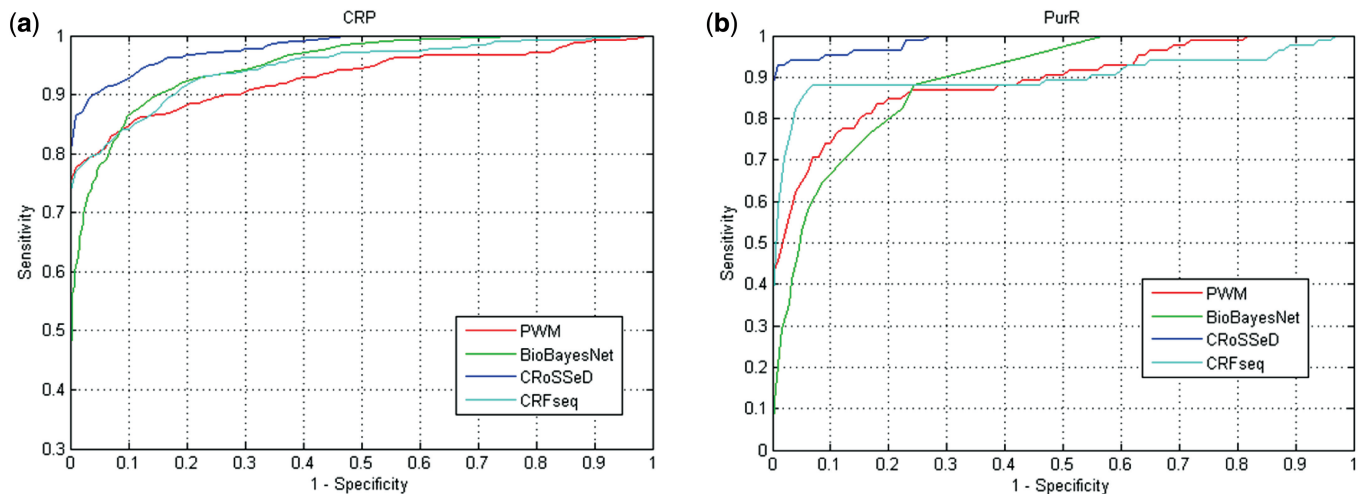 (a)
CRP
1
0.9
0.8
0.7
0.6
0.5
0.4
0.3
Sensitivity
0 0.1 0.2 0.3 0.4 0.5 0.6 0.7 0.8 0.9 1
1 - Specificity
PWM
BioBayesNet
CRoSSeD
CRFseq
(b)
PurR
1
0.9
0.8
0.7
0.6
0.5
0.4
0.3
0.2
0.1
0
Sensitivity
0.1 0.2 0.3 0.4 0.5 0.6 0.7 0.8 0.9 1
1 - Specificity
PWM
BioBayesNet
CRoSSeD
CRFseq